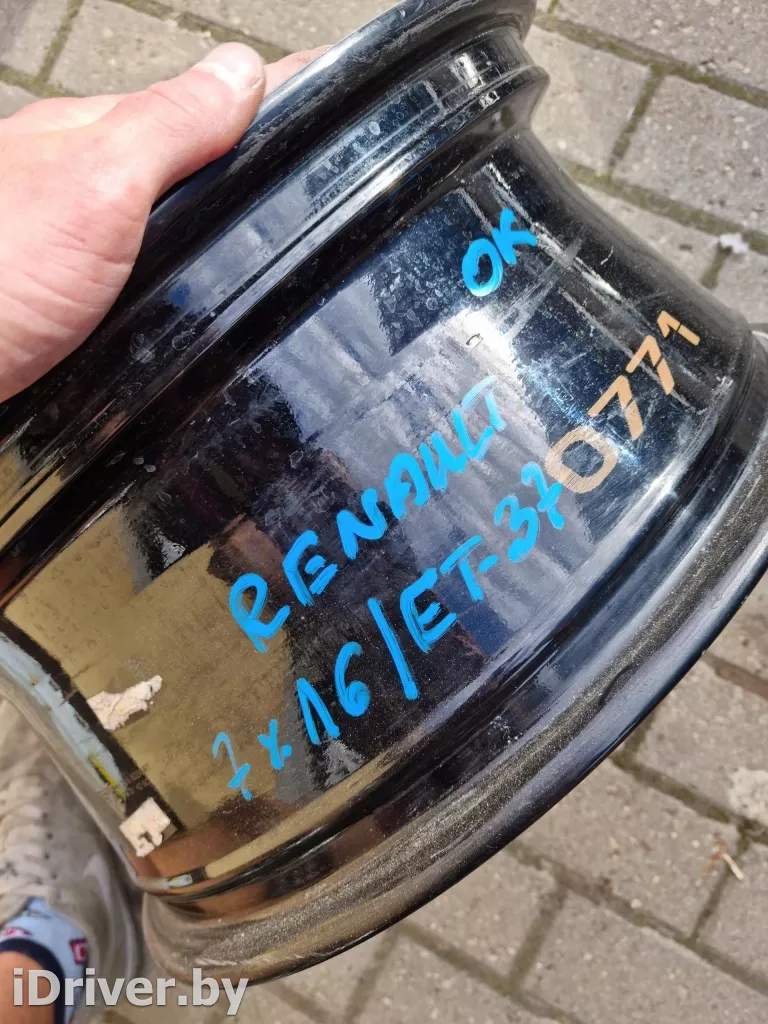 OK
RENAULT
7x16/ET-37
0771
iDriver.by